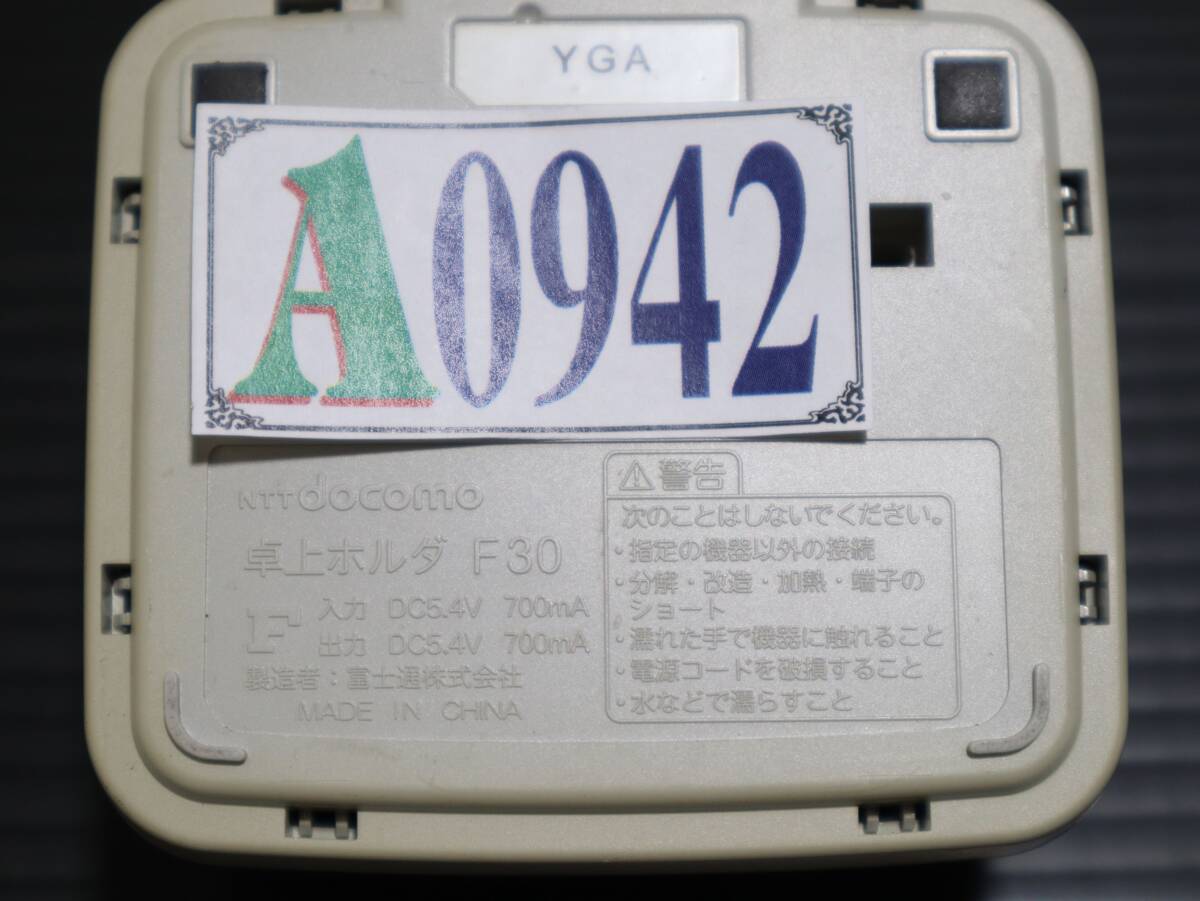 YGA
A0942
NTT docomo
卓上ホルダ F30
F
入力 DC5.4V 700mA
出力 DC5.4V 700mA
製造者：富士通株式会社
MADE IN CHINA
⚠警告
次のことはしないでください。
・指定の機器以外の接続
・分解・改造・加熱・端子の
ショート
・濡れた手で機器に触れること
・電源コードを破損すること
・水などで濡らすこと